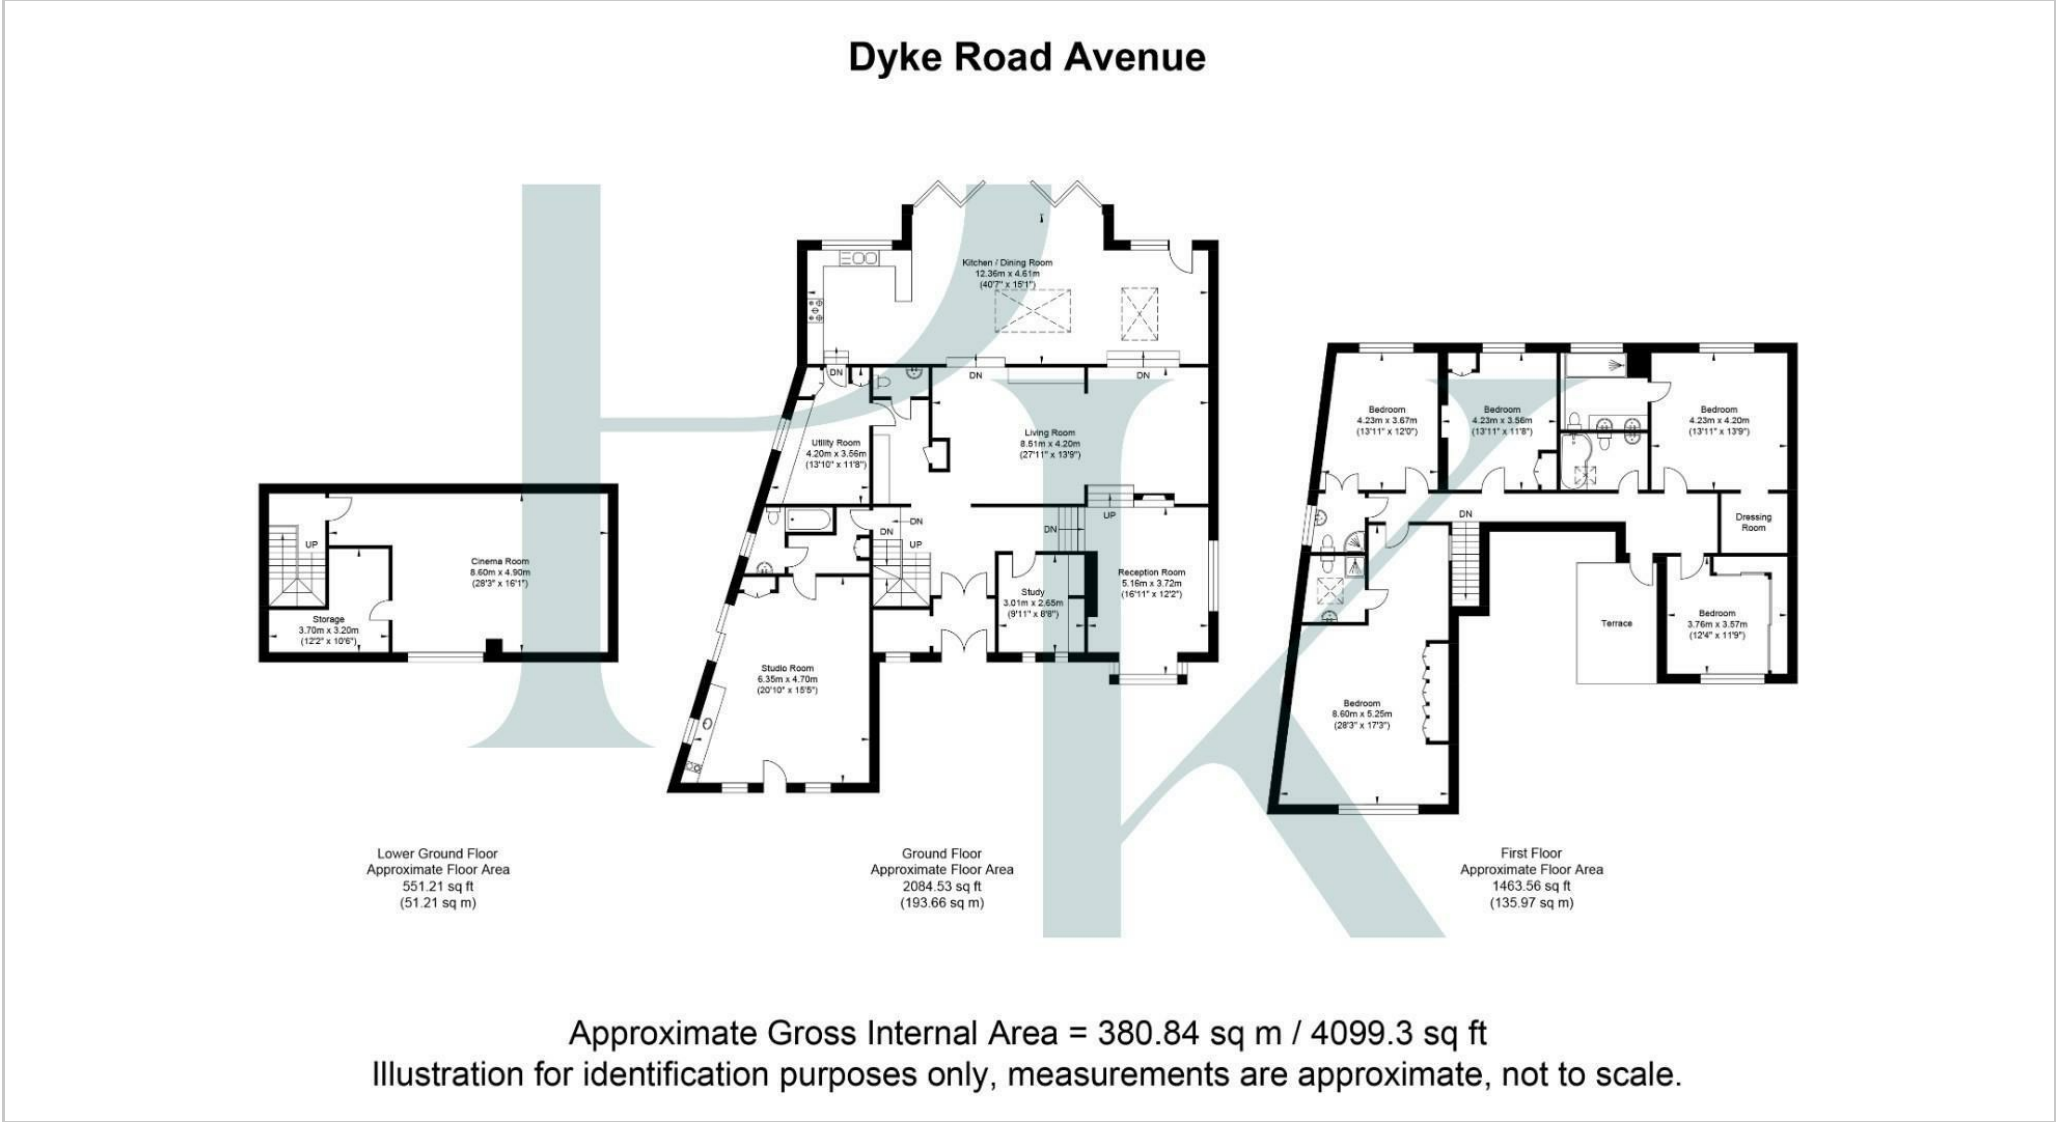 Dyke Road Avenue
Kitchen / Dining Room
12.36m x 4.61m
(40'7" x 15'1")
DN
DN
DN
Utility Room
4.20m x 3.56m
(13'10" x 11'8")
Living Room
8.51m x 4.20m
(27'11" x 13'9")
DN
DN
UP
DN
UP
Study
3.01m x 2.65m
(9'11" x 8'8")
Reception Room
5.16m x 3.72m
(16'11" x 12'2")
Studio Room
6.35m x 4.70m
(20'10" x 15'5")
UP
Cinema Room
8.60m x 4.90m
(28'3" x 16'1")
Storage
3.70m x 3.20m
(12'2" x 10'6")
Bedroom
4.23m x 3.67m
(13'11" x 12'0")
Bedroom
4.23m x 3.56m
(13'11" x 11'8")
Bedroom
4.23m x 4.20m
(13'11" x 13'9")
DN
Dressing
Room
Terrace
Bedroom
3.76m x 3.57m
(12'4" x 11'9")
Bedroom
8.60m x 5.25m
(28'3" x 17'3")
Lower Ground Floor
Approximate Floor Area
551.21 sq ft
(51.21 sq m)
Ground Floor
Approximate Floor Area
2084.53 sq ft
(193.66 sq m)
First Floor
Approximate Floor Area
1463.56 sq ft
(135.97 sq m)
Approximate Gross Internal Area = 380.84 sq m / 4099.3 sq ft
Illustration for identification purposes only, measurements are approximate, not to scale.